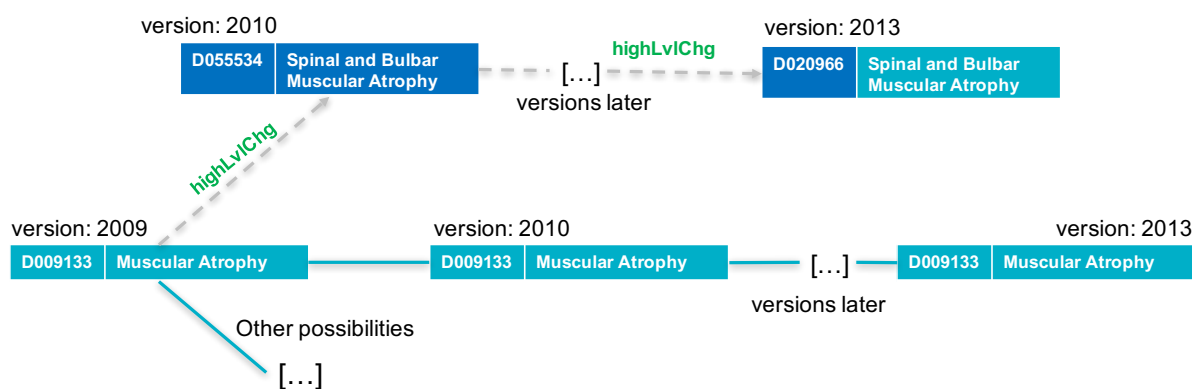 version: 2010
version: 2013
D055534
Spinal and Bulbar
Muscular Atrophy
highLvlChg
[...]
versions later
D020966
Spinal and Bulbar
Muscular Atrophy
highLvlChg
version: 2009
version: 2010
version: 2013
D009133
Muscular Atrophy
D009133
Muscular Atrophy
[...]
versions later
D009133
Muscular Atrophy
Other possibilities
[...]